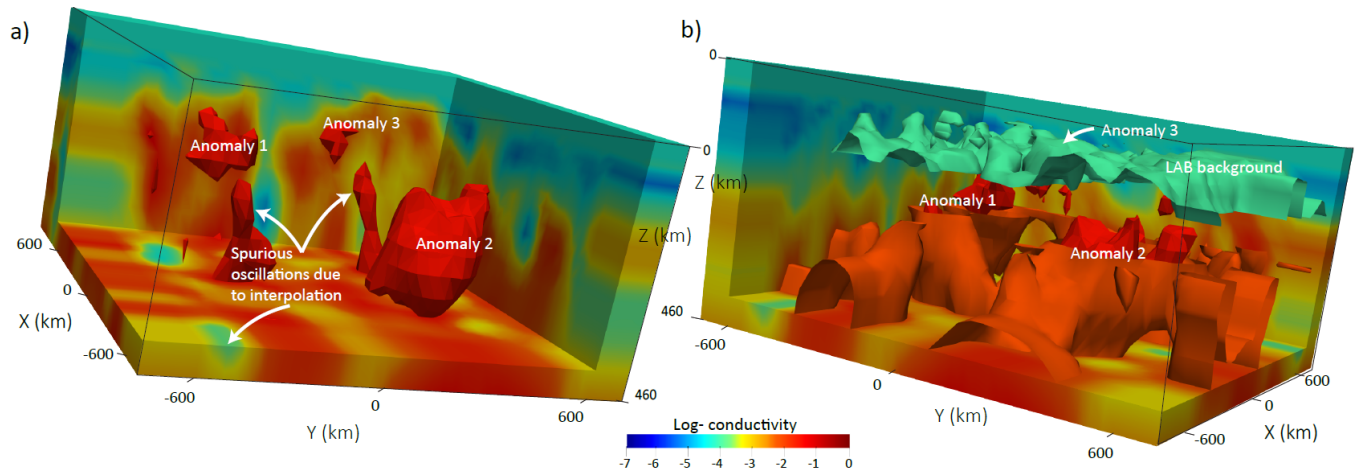 a)
Anomaly 1
Anomaly 3
Anomaly 2
Spurious
oscillations due
to interpolation
0
Z (km)
460
600
0
-600
X (km)
-600
0
600
Y (km)
b)
0
Z (km)
460
Anomaly 3
LAB background
Anomaly 1
Anomaly 2
-600
0
600
Y (km)
600
0
-600
X (km)
Log- conductivity
-7 -6 -5 -4 -3 -2 -1 0